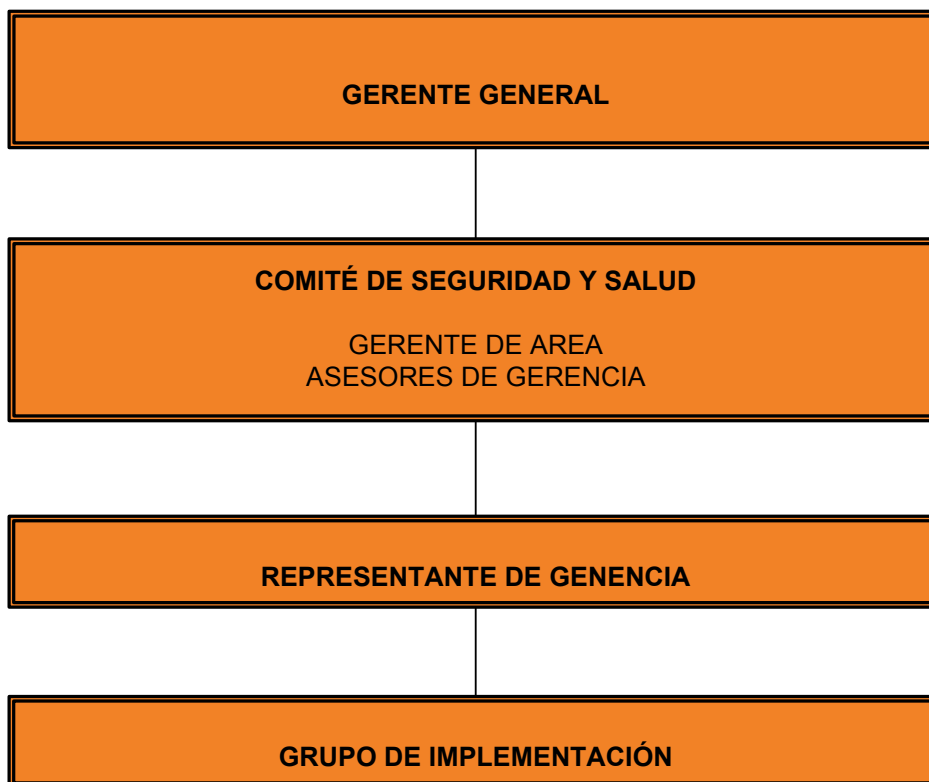 GERENTE GENERAL
COMITÉ DE SEGURIDAD Y SALUD
GERENTE DE AREA
ASESORES DE GERENCIA
REPRESENTANTE DE GENENCIA
GRUPO DE IMPLEMENTACIÓN